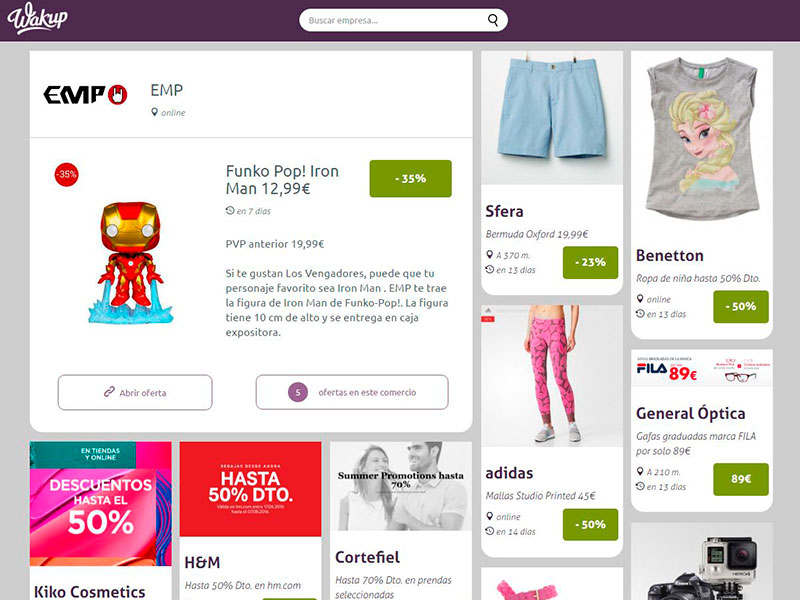 Wakup
Buscar empresa...
EMP
EMP
online
-35%
Funko Pop! Iron
Man 12,99€
- 35%
en 7 días
PVP anterior 19,99€
Si te gustan Los Vengadores, puede que tu
personaje favorito sea Iron Man . EMP te trae
la figura de Iron Man de Funko-Pop!. La figura
tiene 10 cm de alto y se entrega en caja
expositora.
Abrir oferta
5 ofertas en este comercio
Sfera
Bermuda Oxford 19,99€
A 370 m.
en 13 días
- 23%
Benetton
Ropa de niña hasta 50% Dto.
online
en 13 días
- 50%
adidas
Mallas Studio Printed 45€
online
en 14 días
- 50%
FILA 89€
General Óptica
Gafas graduadas marca FILA
por solo 89€
A 210 m.
en 13 días
89€
EN TIENDAS
Y ONLINE
DESCUENTOS
HASTA EL
50%
Kiko Cosmetics
REBAJAS DESDE AHORA
HASTA
50% DTO.
H&M
Hasta 50% Dto. en hm.com
Summer Promotions hasta
70%
Cortefiel
Hasta 70% Dto. en prendas
seleccionadas
GoPro